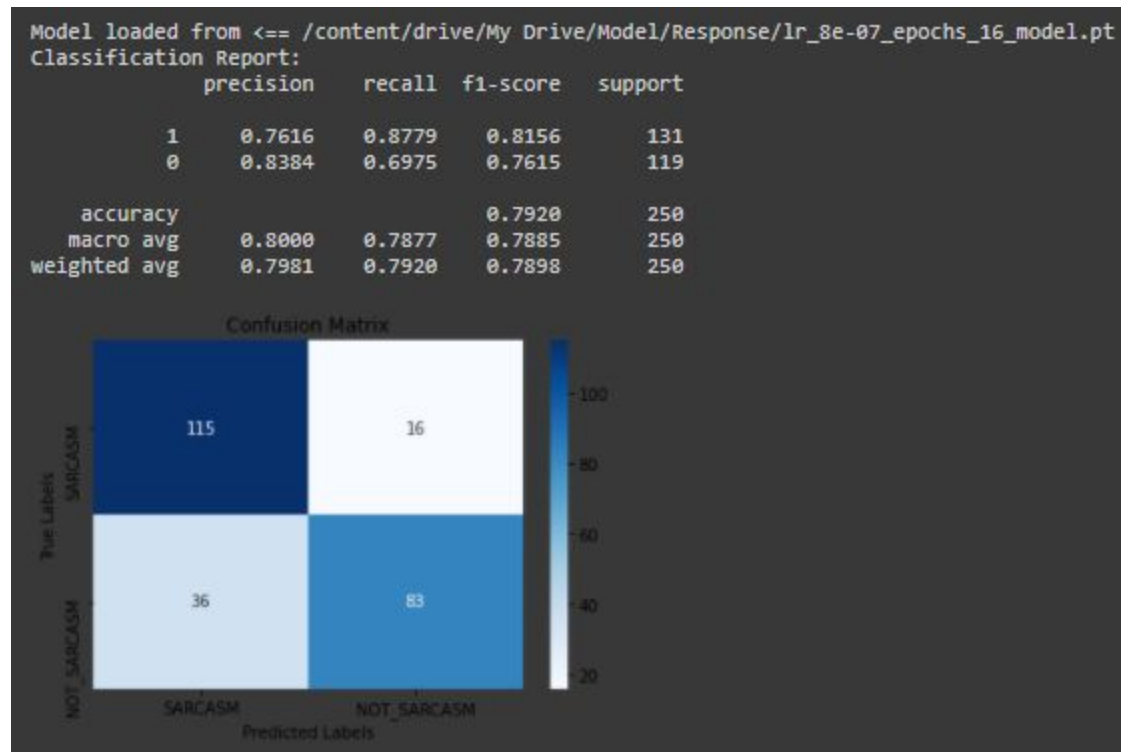 Model loaded from <== /content/drive/My Drive/Model/Response/lr_8e-07_epochs_16_model.pt
Classification Report:
precision recall f1-score support
1 0.7616 0.8779 0.8156 131
0 0.8384 0.6975 0.7615 119
accuracy 0.7920 250
macro avg 0.8000 0.7877 0.7885 250
weighted avg 0.7981 0.7920 0.7898 250
Confusion Matrix
True Labels
SARCASM
115 16
NOT_SARCASM
36 83
SARCASM NOT_SARCASM
Predicted Labels
100
80
60
40
20